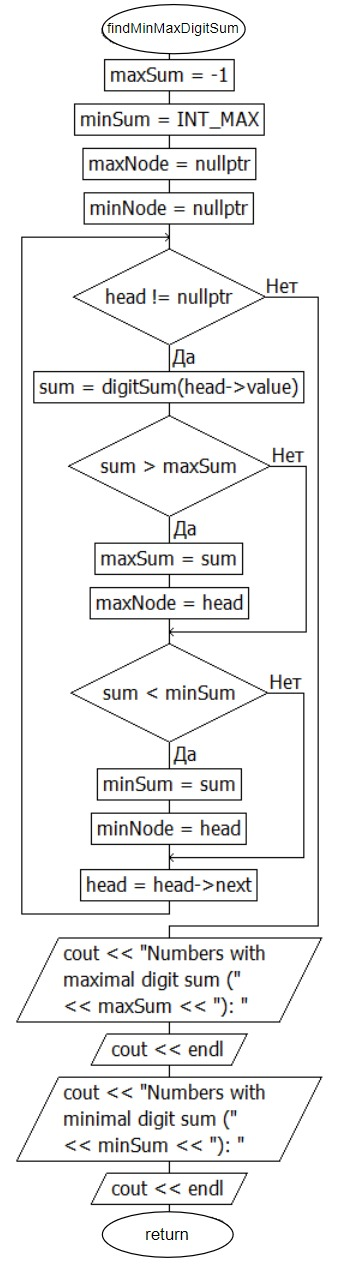 findMinMaxDigitSum
maxSum = -1
minSum = INT_MAX
maxNode = nullptr
minNode = nullptr
head != nullptr
Нет
Да
sum = digitSum(head->value)
sum > maxSum
Нет
Да
maxSum = sum
maxNode = head
sum < minSum
Нет
Да
minSum = sum
minNode = head
head = head->next
cout << "Numbers with
maximal digit sum ("
<< maxSum << "): "
cout << endl
cout << "Numbers with
minimal digit sum ("
<< minSum << "): "
cout << endl
return